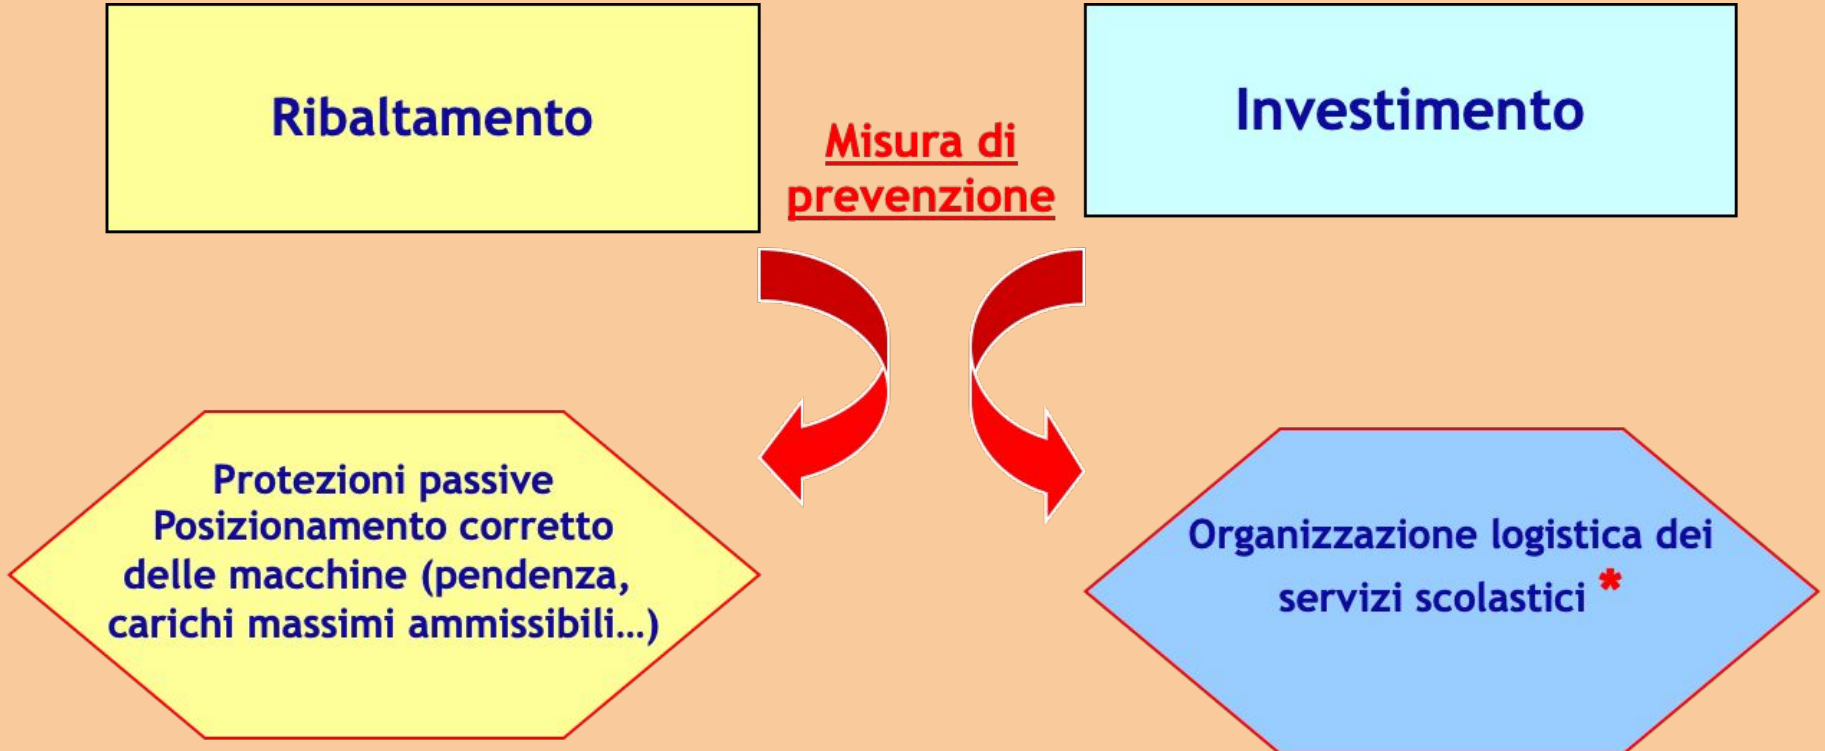 Ribaltamento
Investimento
Misura di
prevenzione
Protezioni passive
Posizionamento corretto
delle macchine (pendenza,
carichi massimi ammissibili...)
Organizzazione logistica dei
servizi scolastici *